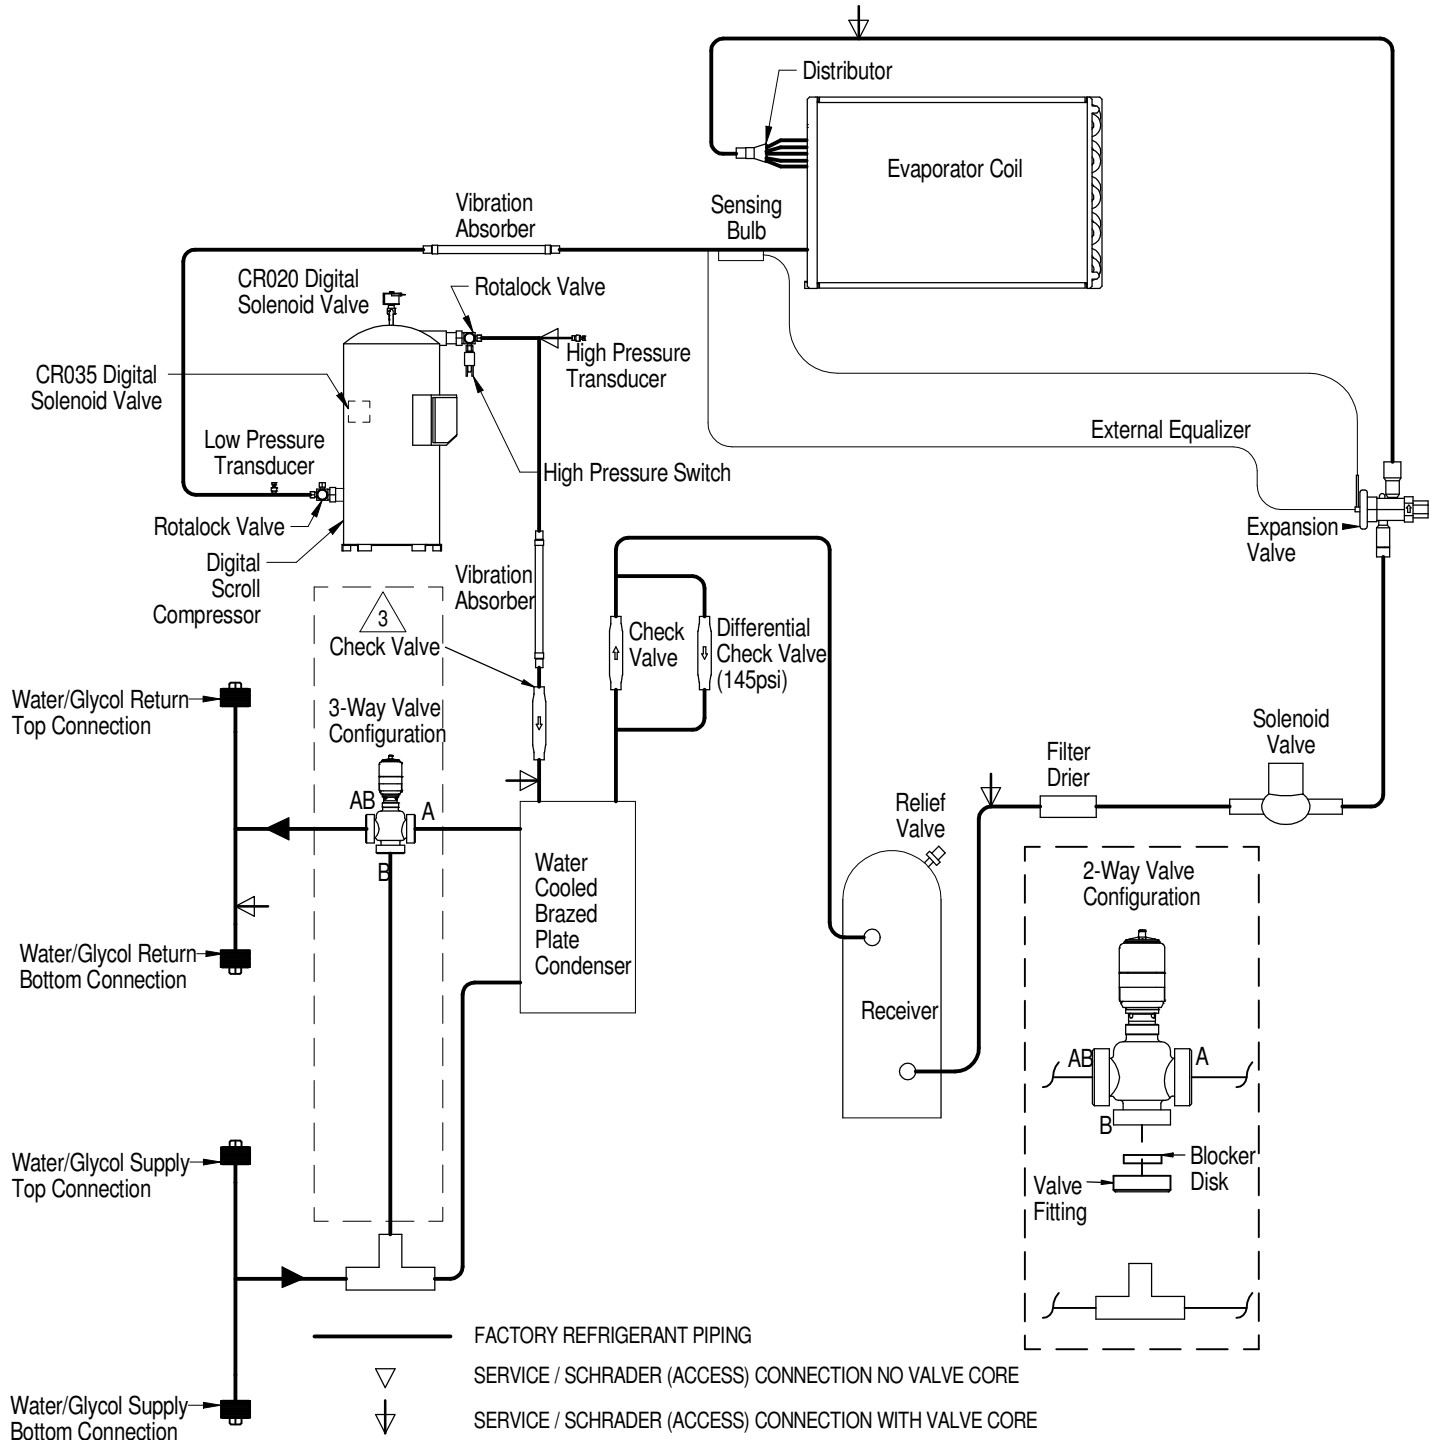 Distributor
Evaporator Coil
Vibration
Absorber
Sensing
Bulb
CR020 Digital
Solenoid Valve
Rotalock Valve
High Pressure
Transducer
CR035 Digital
Solenoid Valve
Low Pressure
Transducer
External Equalizer
High Pressure Switch
Rotalock Valve
Expansion
Valve
Digital
Scroll
Compressor
Vibration
Absorber
3
Check Valve
Check
Valve
Differential
Check Valve
(145psi)
Water/Glycol Return
Top Connection
3-Way Valve
Configuration
Solenoid
Valve
Filter
Drier
AB
A
B
Relief
Valve
Water
Cooled
Brazed
Plate
Condenser
2-Way Valve
Configuration
Water/Glycol Return
Bottom Connection
Receiver
AB
A
B
Blocker
Disk
Valve
Fitting
Water/Glycol Supply
Top Connection
FACTORY REFRIGERANT PIPING
SERVICE / SCHRADER (ACCESS) CONNECTION NO VALVE CORE
SERVICE / SCHRADER (ACCESS) CONNECTION WITH VALVE CORE
Water/Glycol Supply
Bottom Connection